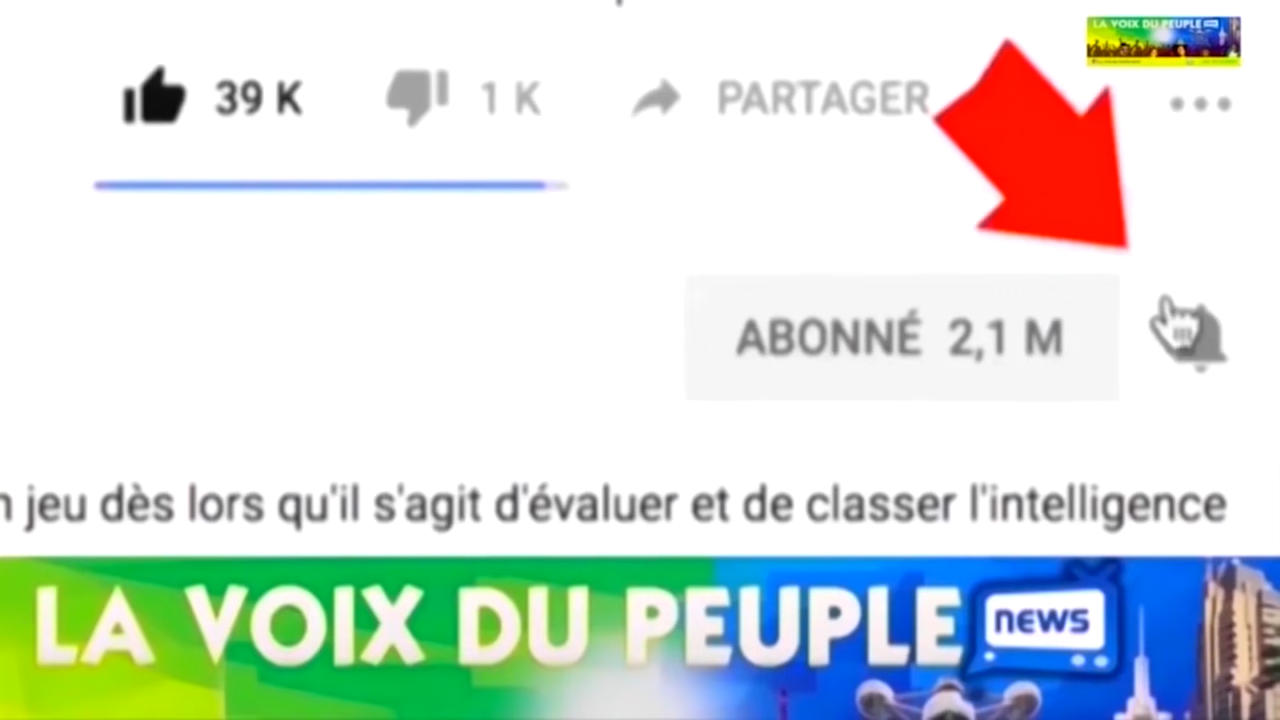 LA VOIX DU PEUPLE
39 K 1 K PARTAGER
ABONNÉ 2,1 M
jeu dès lors qu'il s'agit d'évaluer et de classer l'intelligence
LA VOIX DU PEUPLE NEWS